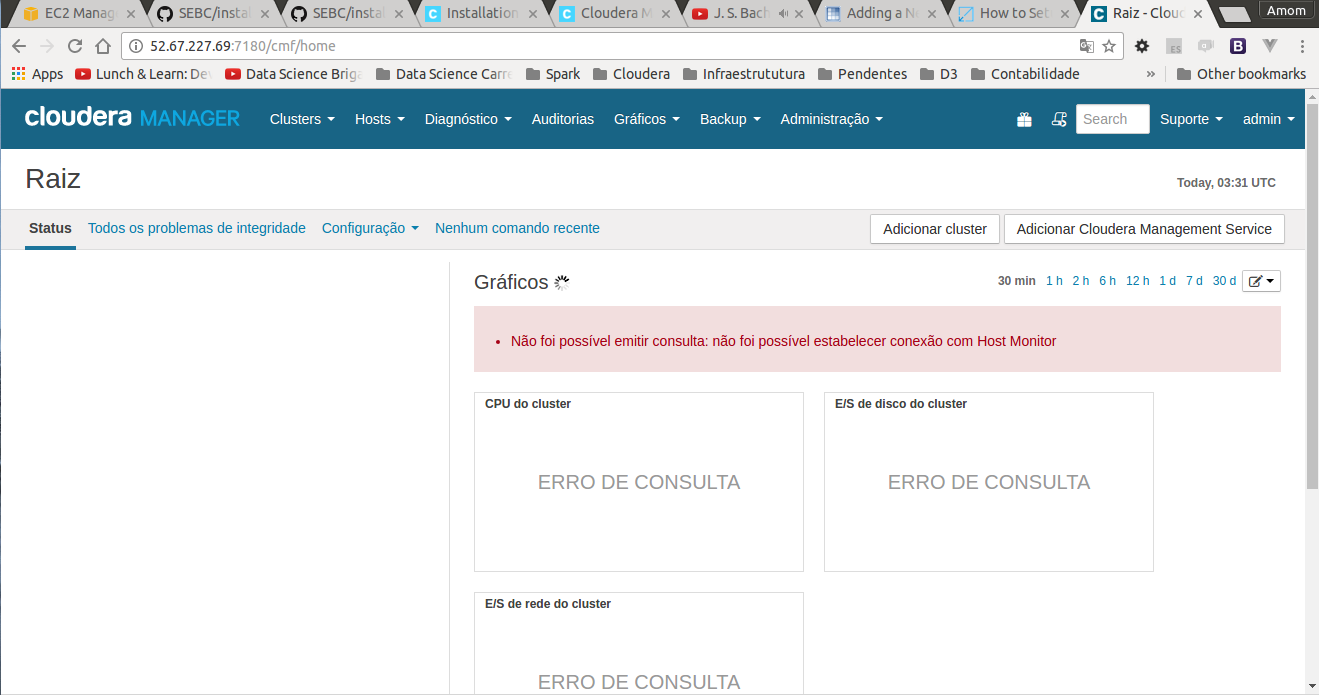 EC2 Manag SEBC/instal SEBC/instal Installation Cloudera M J. S. Bach Adding a N How to Set Raiz - Cloud Amom
52.67.227.69:7180/cmf/home
Apps Lunch & Learn: De Data Science Briga Data Science Carre Spark Cloudera Infraestrututura Pendentes D3 Contabilidade » Other bookmarks
cloudera MANAGER Clusters Hosts Diagnóstico Auditorias Gráficos Backup Administração Search Suporte admin
Raiz
Today, 03:31 UTC
Status Todos os problemas de integridade Configuração Nenhum comando recente Adicionar cluster Adicionar Cloudera Management Service
Gráficos 30 min 1 h 2 h 6 h 12 h 1 d 7 d 30 d
Não foi possível emitir consulta: não foi possível estabelecer conexão com Host Monitor
CPU do cluster E/S de disco do cluster
ERRO DE CONSULTA ERRO DE CONSULTA
E/S de rede do cluster
ERRO DE CONSULTA